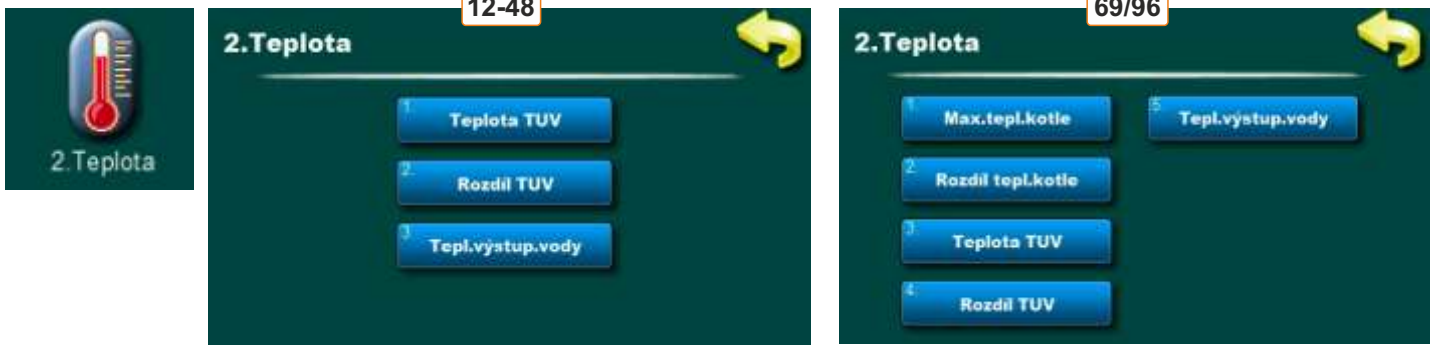 2.Teplota
12-48
2.Teplota
1.
Teplota TUV
2.
Rozdíl TUV
3.
Tepl.výstup.vody
69/96
2.Teplota
1.
Max.tepl.kotle
2.
Rozdíl tepl.kotle
3.
Teplota TUV
4.
Rozdíl TUV
5.
Tepl.výstup.vody